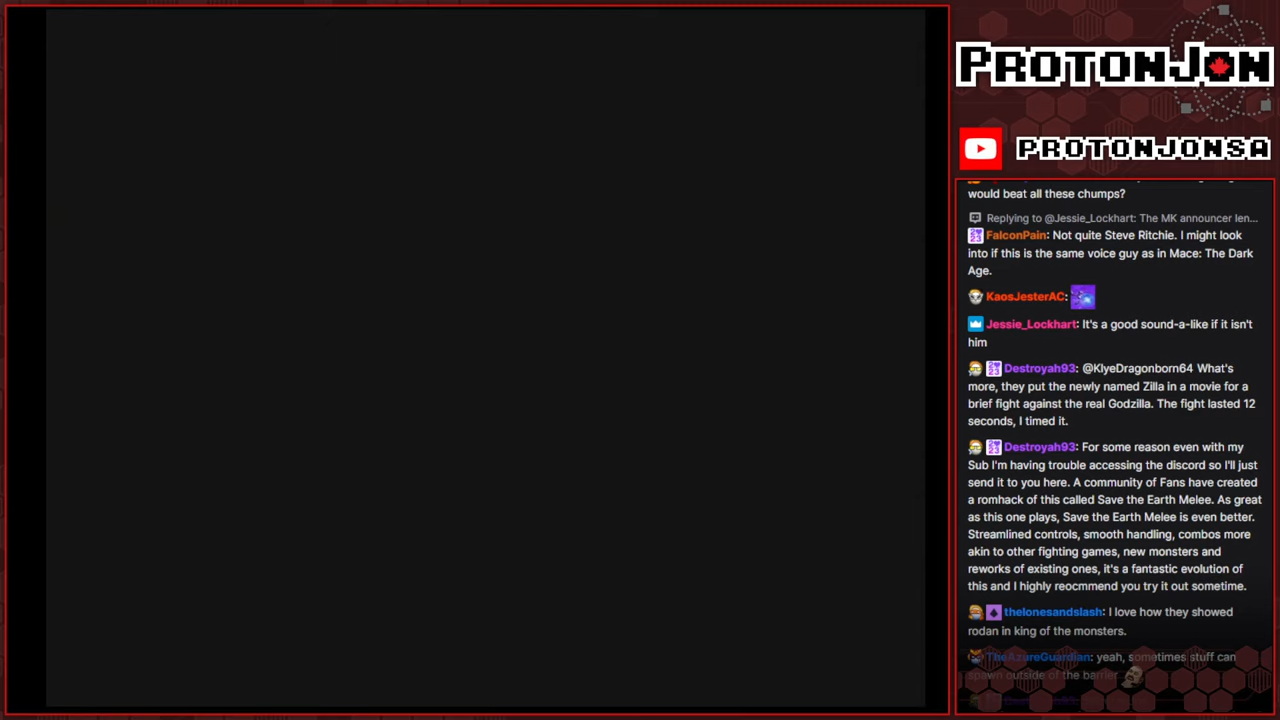 PROTONJON
PROTONJONSA
would beat all these chumps?
Replying to @Jessie_Lockhart: The MK announcer len...
FalconPain: Not quite Steve Ritchie. I might look
into if this is the same voice guy as in Mace: The Dark
Age.
KaosJesterAC:
Jessie_Lockhart: It's a good sound-a-like if it isn't
him
Destroyah93: @KlyeDragonborn64 What's
more, they put the newly named Zilla in a movie for a
brief fight against the real Godzilla. The fight lasted 12
seconds, I timed it.
Destroyah93: For some reason even with my
Sub I'm having trouble accessing the discord so I'll just
send it to you here. A community of Fans have created
a romhack of this called Save the Earth Melee. As great
as this one plays, Save the Earth Melee is even better.
Streamlined controls, smooth handling, combos more
akin to other fighting games, new monsters and
reworks of existing ones, it's a fantastic evolution of
this and I highly reocmmend you try it out sometime.
thelonesandslash: I love how they showed
rodan in king of the monsters.
TheAzureGuardian: yeah, sometimes stuff can
spawn outside of the barrier